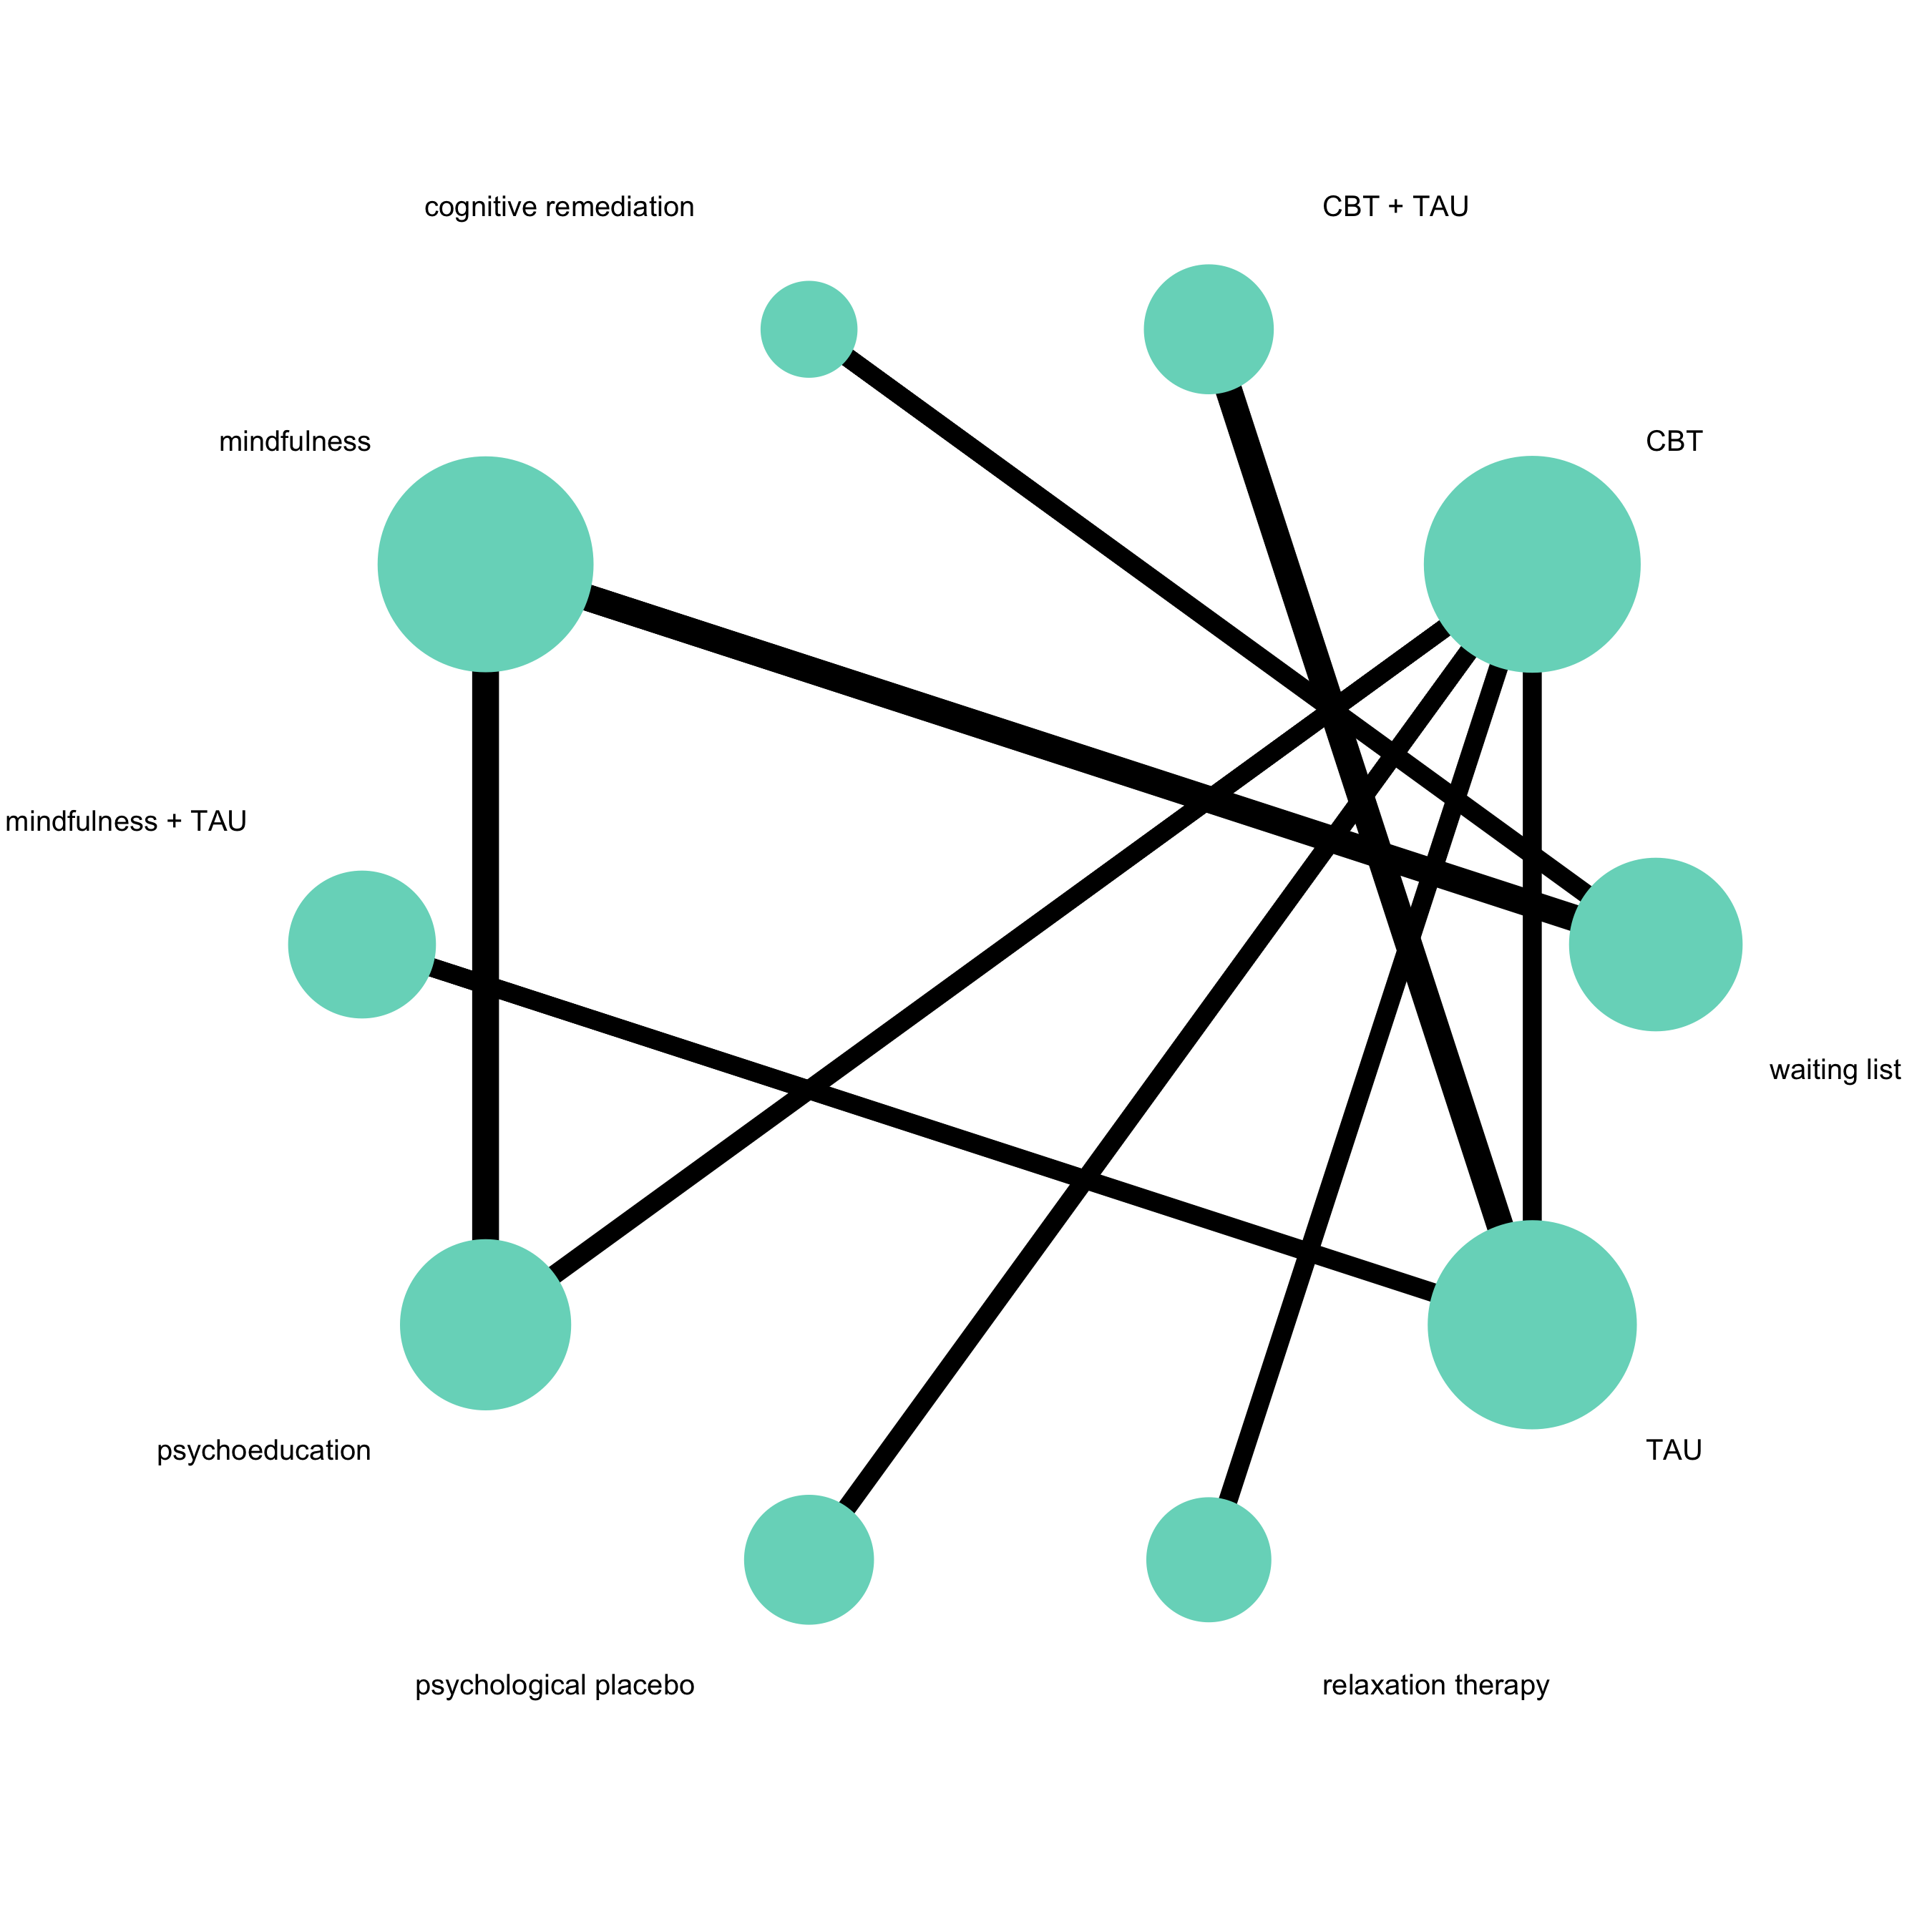 cognitive remediation
CBT + TAU
mindfulness
CBT
mindfulness + TAU
waiting list
psychoeducation
TAU
psychological placebo
relaxation therapy